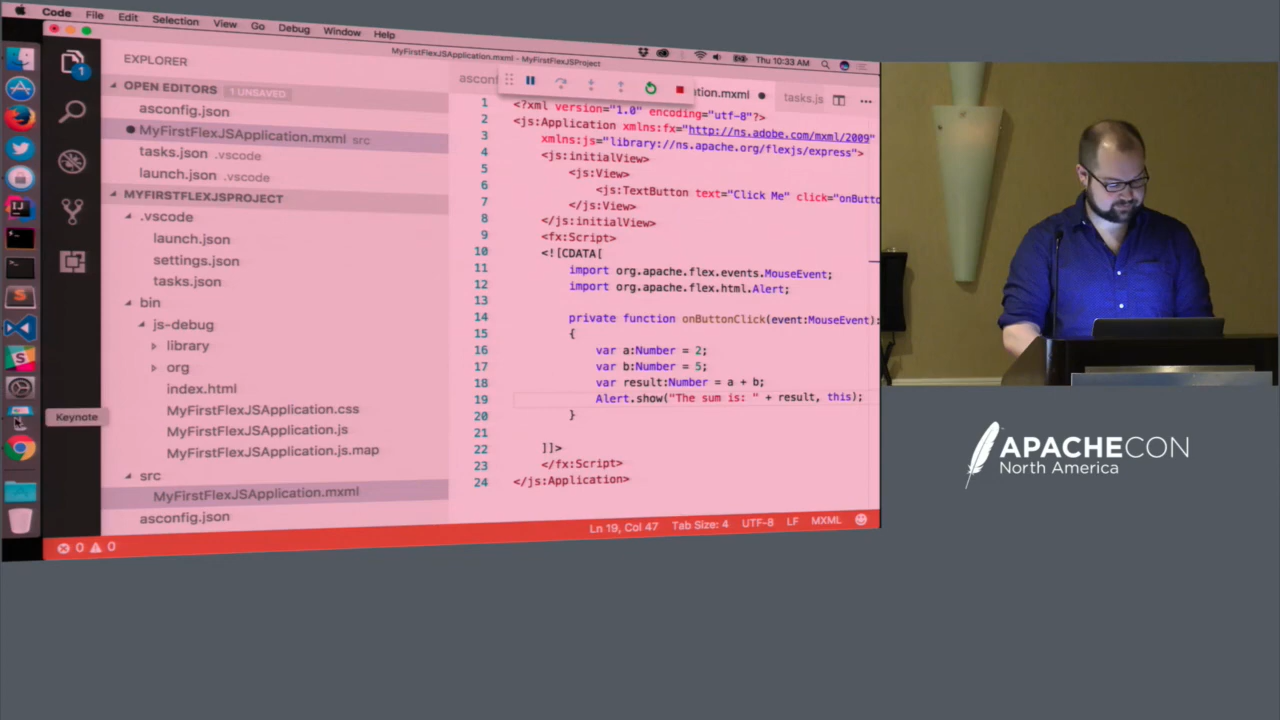 Code File Edit Selection View Go Debug Window Help
Thu 10:33 AM
MyFirstFlexJSApplication.mxml - MyFirstFlexJSProject
EXPLORER
OPEN EDITORS 1 UNSAVED
asconfig.json
MyFirstFlexJSApplication.mxml src
tasks.json .vscode
launch.json .vscode
MYFIRSTFLEXJSPROJECT
.vscode
launch.json
settings.json
tasks.json
bin
js-debug
library
org
index.html
MyFirstFlexJSApplication.css
MyFirstFlexJSApplication.js
MyFirstFlexJSApplication.js.map
src
MyFirstFlexJSApplication.mxml
asconfig.json
1
Keynote
asconf
ation.mxml
tasks.js
1 <?xml version="1.0" encoding="utf-8"?>
2 <js:Application xmlns:fx="http://ns.adobe.com/mxml/2009"
3 xmlns:js="library://ns.apache.org/flexjs/express">
4 <js:initialView>
5 <js:View>
6 <js:TextButton text="Click Me" click="onButto
7 </js:View>
8 </js:initialView>
9 <fx:Script>
10 <![CDATA[
11 import org.apache.flex.events.MouseEvent;
12 import org.apache.flex.html.Alert;
13
14 private function onButtonClick(event:MouseEvent):
15 {
16 var a:Number = 2;
17 var b:Number = 5;
18 var result:Number = a + b;
19 Alert.show("The sum is: " + result, this);
20 }
21
22 ]]>
23 </fx:Script>
24 </js:Application>
0 0
Ln 19, Col 47 Tab Size: 4 UTF-8 LF MXML
APACHECON
North America